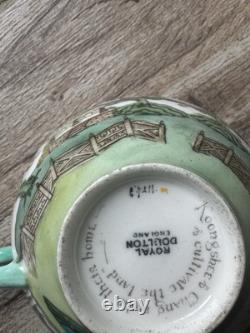 Koongshee & Chang
their home
& cultivate the land
ROYAL
DOULTON
ENGLAND